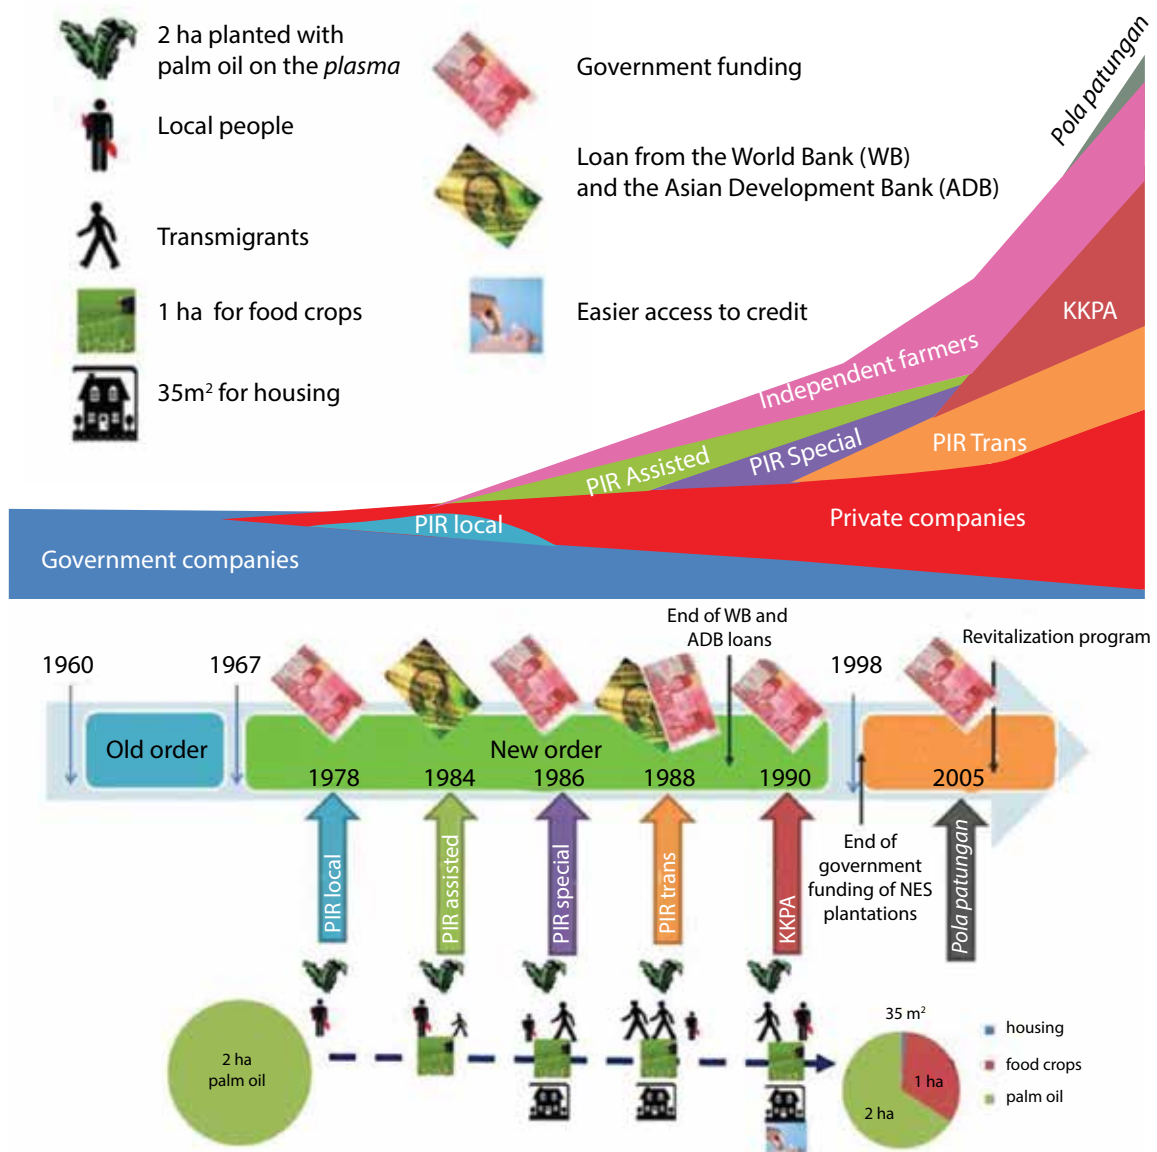 2 ha planted with
palm oil on the plasma
Local people
Transmigrants
1 ha for food crops
35m² for housing
Government funding
Loan from the World Bank (WB)
and the Asian Development Bank (ADB)
Easier access to credit
Pola patungan
KKPA
Independent farmers
PIR Trans
PIR Special
PIR Assisted
PIR local
Private companies
Government companies
End of WB and
ADB loans
Revitalization program
1960
1967
1998
Old order
New order
1978
1984
1986
1988
1990
2005
PIR local
PIR assisted
PIR special
PIR trans
KKPA
End of
government
funding of NES
plantations
Pola patungan
2 ha
palm oil
35 m²
1 ha
2 ha
housing
food crops
palm oil